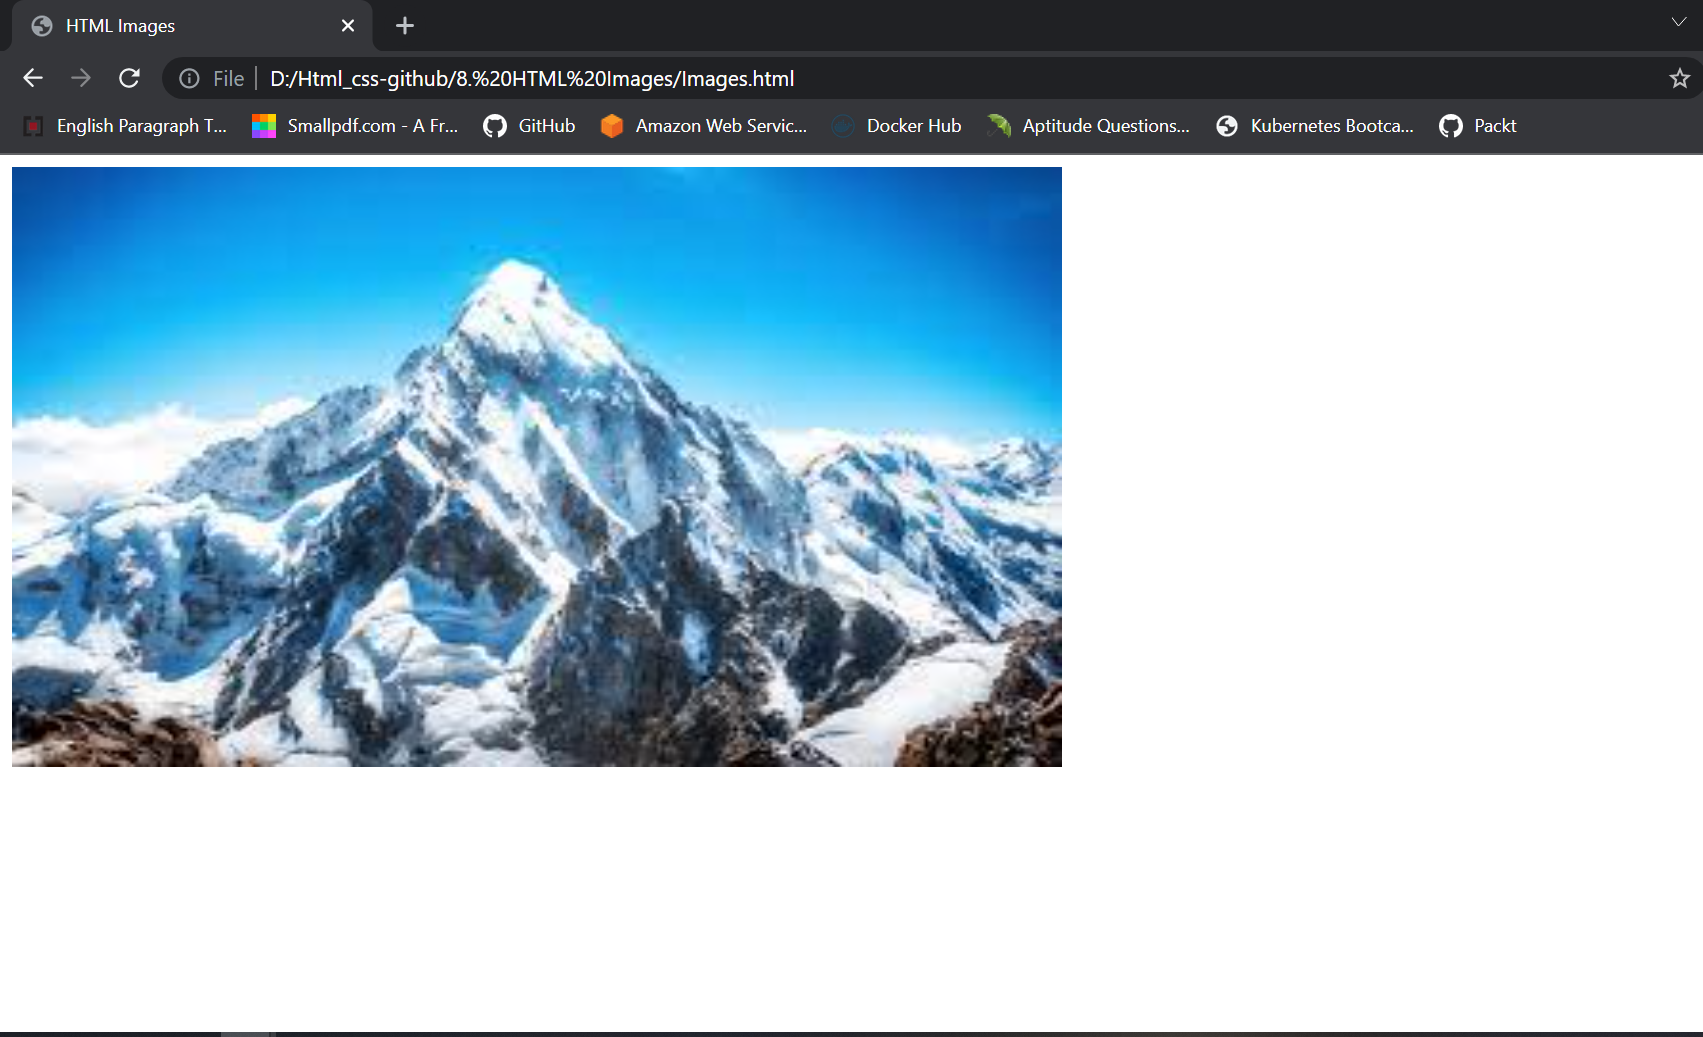 HTML Images
File D:/Html_css-github/8.%20HTML%20Images/Images.html
English Paragraph T... Smallpdf.com - A Fr... GitHub Amazon Web Servic... Docker Hub Aptitude Questions... Kubernetes Bootca... Packt